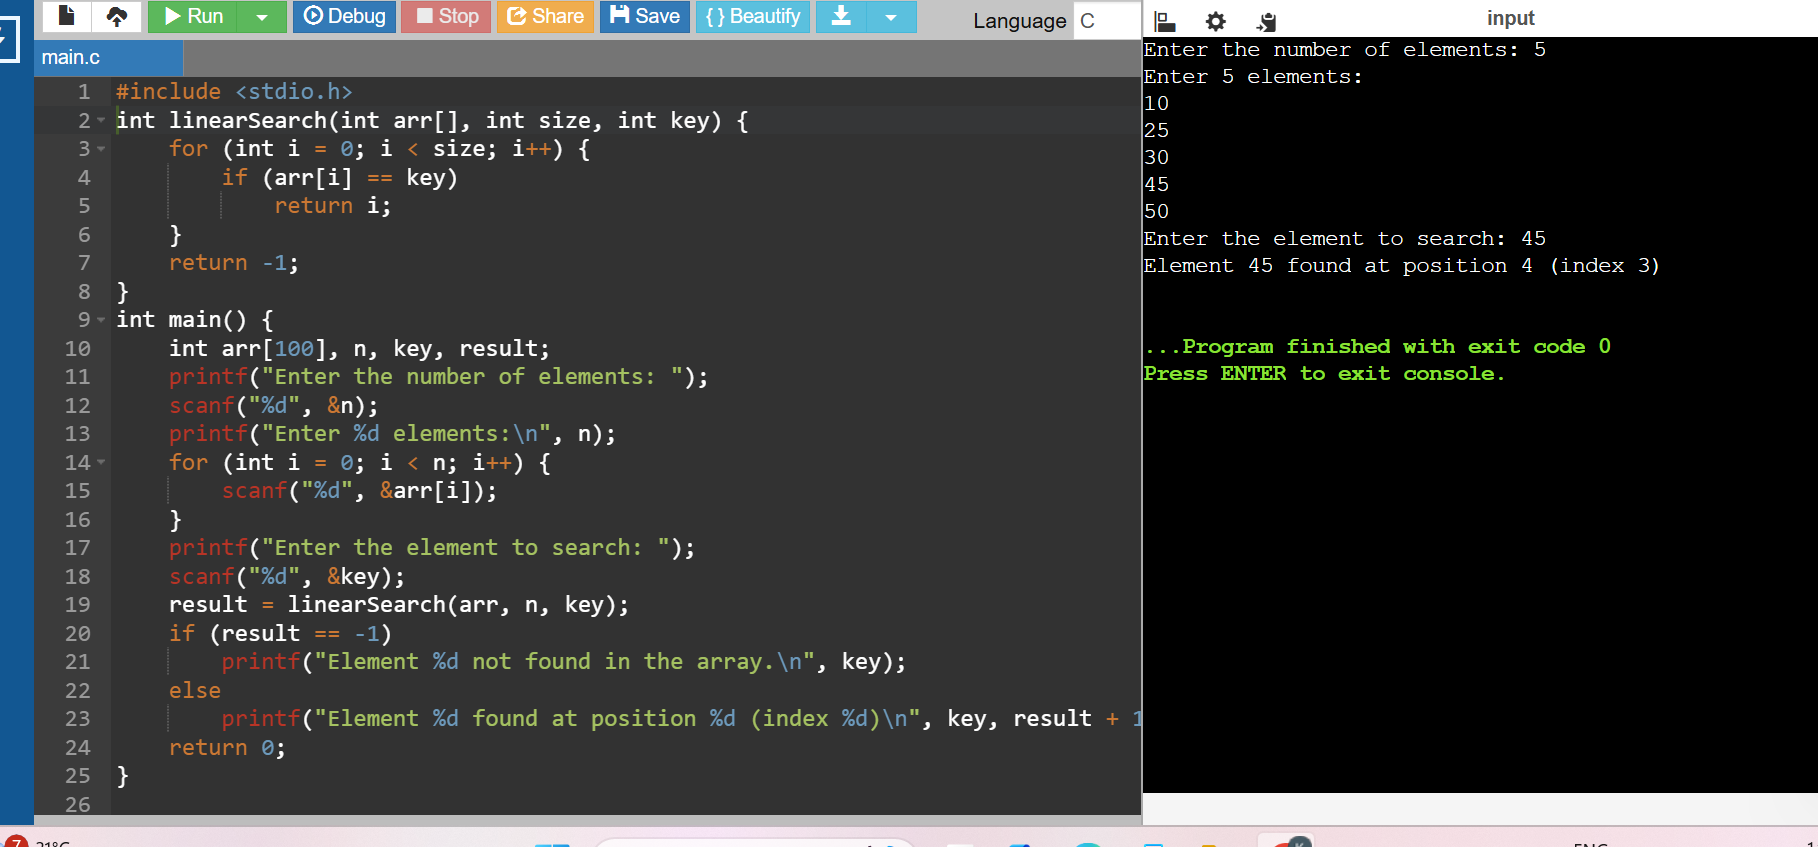 Run Debug Stop Share Save { } Beautify Language C
main.c
1 #include <stdio.h>
2 int linearSearch(int arr[], int size, int key) {
3 for (int i = 0; i < size; i++) {
4 if (arr[i] == key)
5 return i;
6 }
7 return -1;
8 }
9 int main() {
10 int arr[100], n, key, result;
11 printf("Enter the number of elements: ");
12 scanf("%d", &n);
13 printf("Enter %d elements:\n", n);
14 for (int i = 0; i < n; i++) {
15 scanf("%d", &arr[i]);
16 }
17 printf("Enter the element to search: ");
18 scanf("%d", &key);
19 result = linearSearch(arr, n, key);
20 if (result == -1)
21 printf("Element %d not found in the array.\n", key);
22 else
23 printf("Element %d found at position %d (index %d)\n", key, result + 1
24 return 0;
25 }
26
input
Enter the number of elements: 5
Enter 5 elements:
10
25
30
45
50
Enter the element to search: 45
Element 45 found at position 4 (index 3)
...Program finished with exit code 0
Press ENTER to exit console.
7